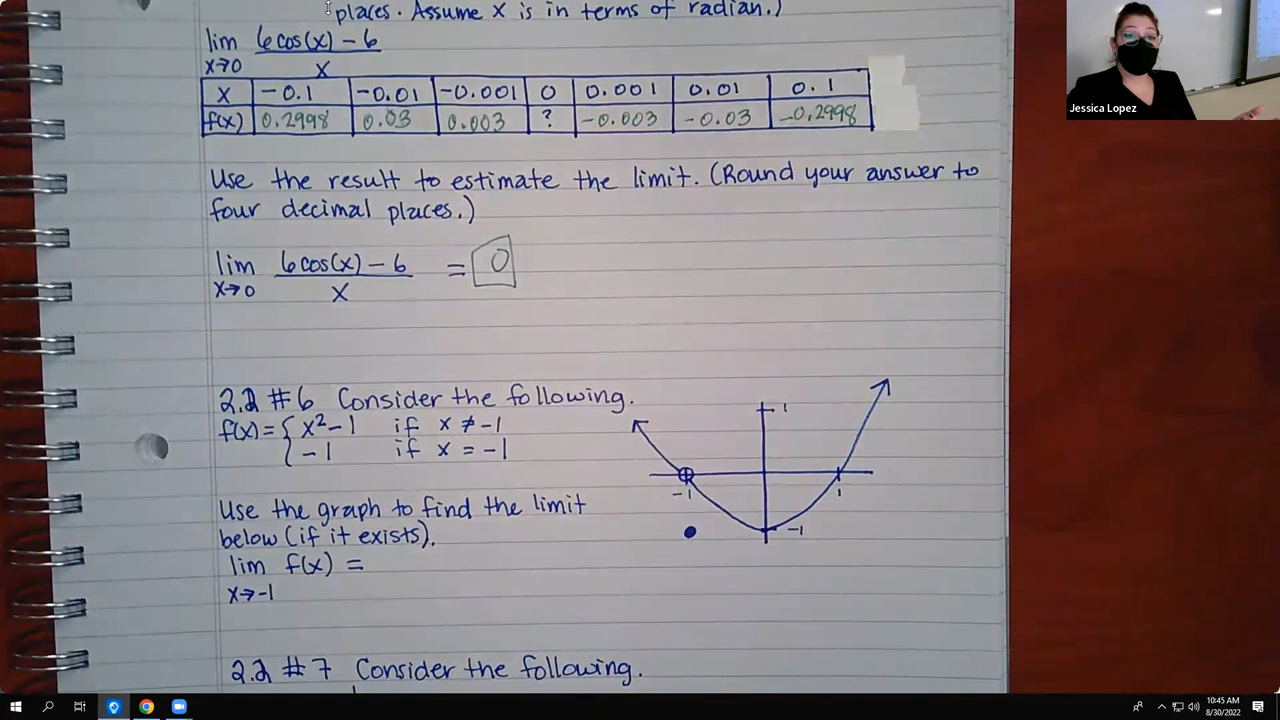 places. Assume x is in terms of radian.)
lim 6cos(x) - 6
x→0 x
x -0.1 -0.01 -0.001 0 0.001 0.01 0.1
f(x) 0.2998 0.03 0.003 ? -0.003 -0.03 -0.2998
Use the result to estimate the limit. (Round your answer to
four decimal places.)
lim 6cos(x) - 6 = 0
x→0 x
2.2 #6 Consider the following.
f(x) = { x² - 1 if x ≠ -1
-1 if x = -1
1
-1 1
-1
Use the graph to find the limit
below (if it exists).
lim f(x) =
x→-1
2.2 #7 Consider the following.
Jessica Lopez
10:45 AM
8/30/2022